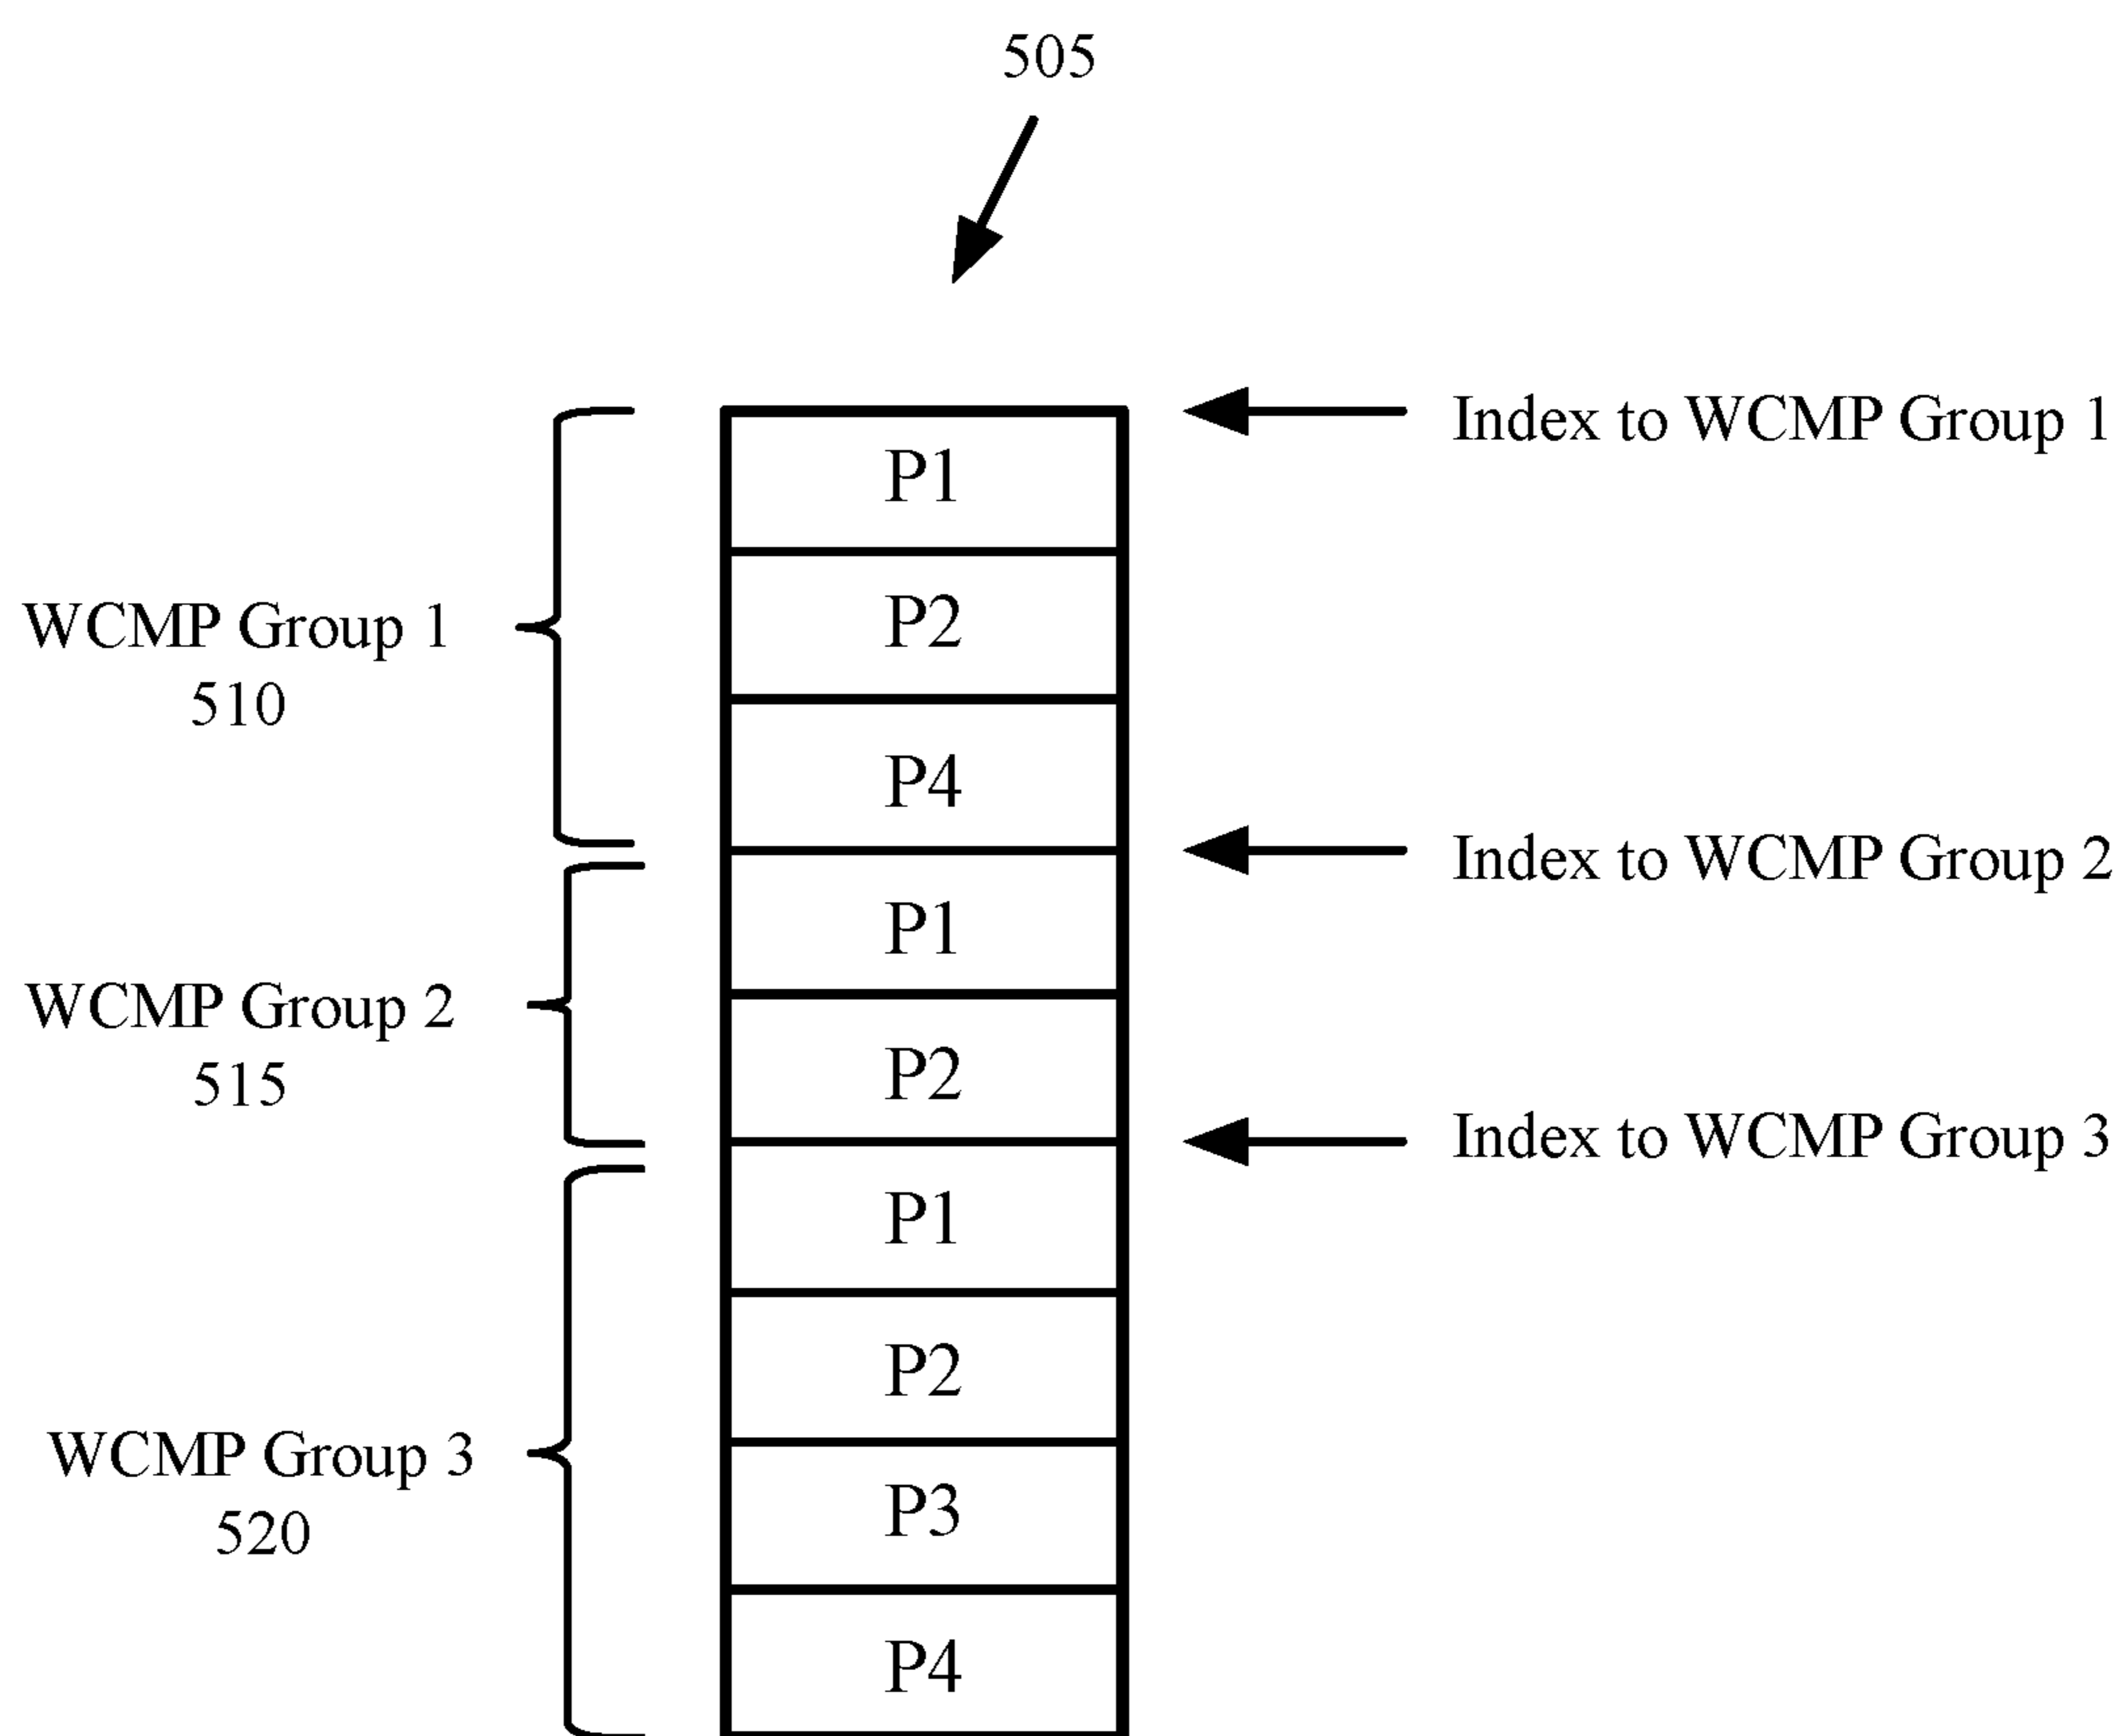 505
Index to WCMP Group 1
P1
P2
WCMP Group 1
510
P4
Index to WCMP Group 2
P1
WCMP Group 2
515
P2
Index to WCMP Group 3
P1
P2
WCMP Group 3
520
P3
P4